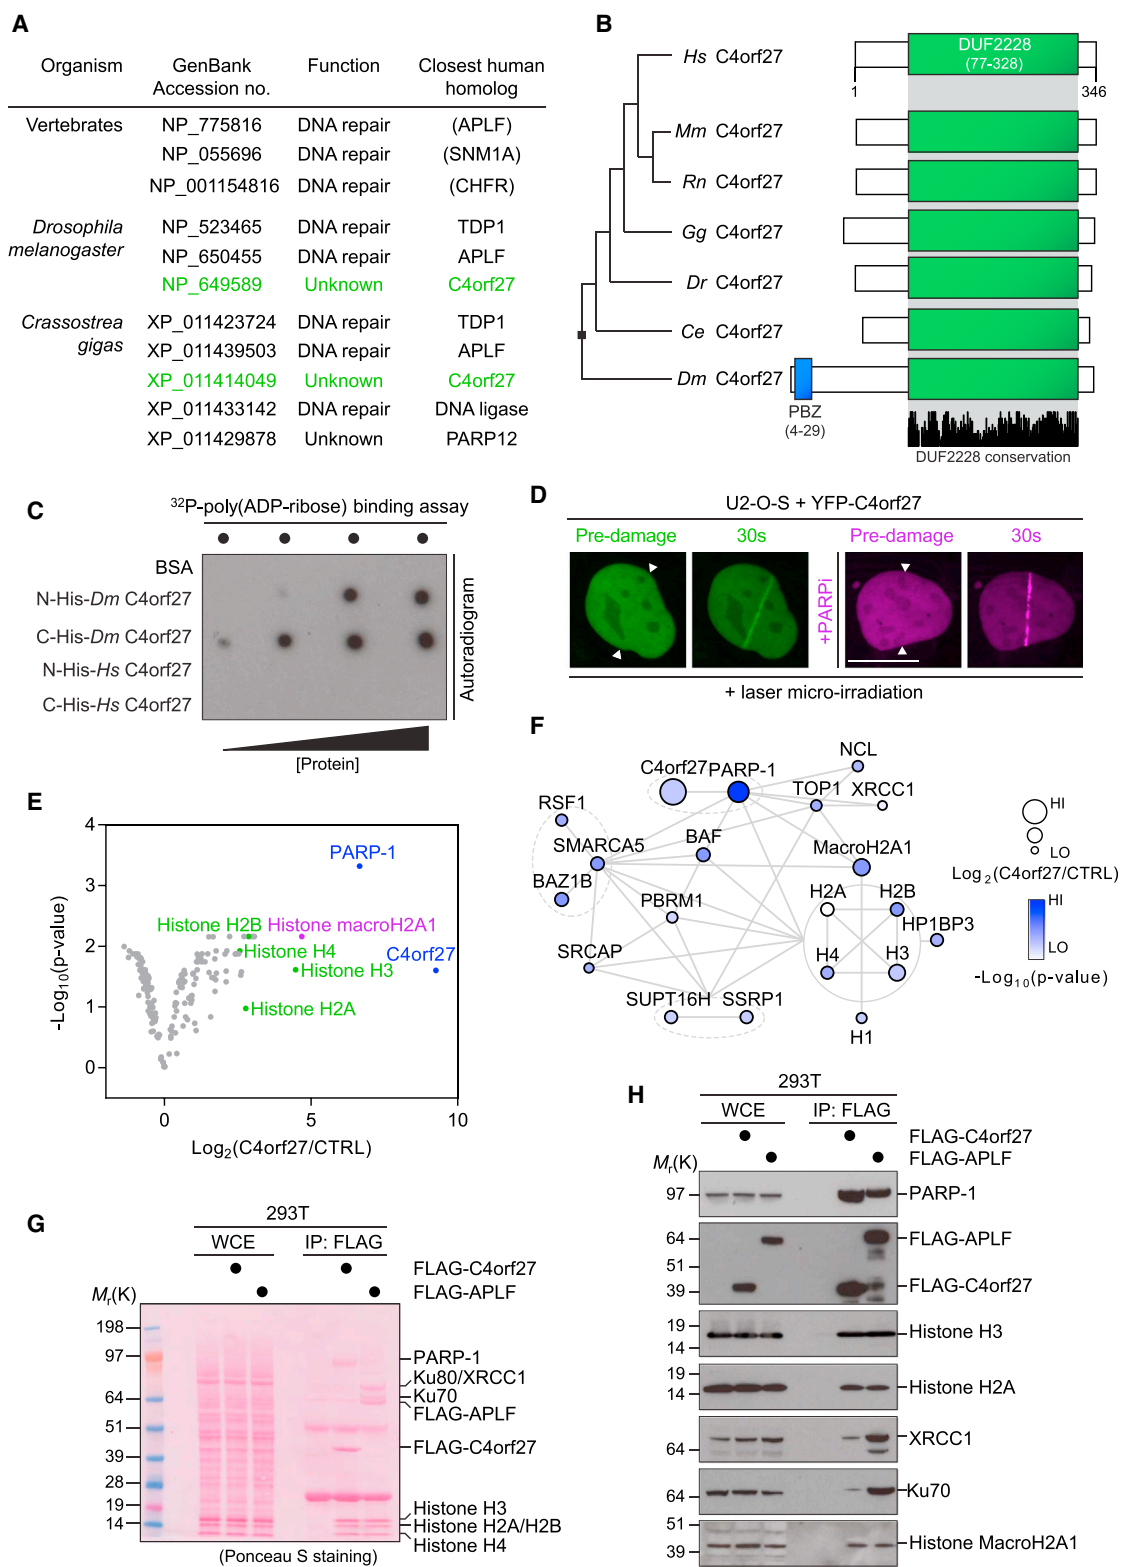 A
Organism
GenBank Accession no.
Function
Closest human homolog
Vertebrates NP_775816 DNA repair (APLF)
NP_055696 DNA repair (SNM1A)
NP_001154816 DNA repair (CHFR)
Drosophila melanogaster
NP_523465 DNA repair TDP1
NP_650455 DNA repair APLF
NP_649589 Unknown C4orf27
Crassostrea gigas
XP_011423724 DNA repair TDP1
XP_011439503 DNA repair APLF
XP_011414049 Unknown C4orf27
XP_011433142 DNA repair DNA ligase
XP_011429878 Unknown PARP12
B
Hs C4orf27
DUF2228
(77-328)
1
346
Mm C4orf27
Rn C4orf27
Gg C4orf27
Dr C4orf27
Ce C4orf27
Dm C4orf27
PBZ
(4-29)
DUF2228 conservation
C
32P-poly(ADP-ribose) binding assay
BSA
N-His-Dm C4orf27
C-His-Dm C4orf27
N-His-Hs C4orf27
C-His-Hs C4orf27
Autoradiogram
[Protein]
D
U2-O-S + YFP-C4orf27
Pre-damage
30s
+PARPi
Pre-damage
30s
+ laser micro-irradiation
E
4
3
2
1
0
-Log10(p-value)
PARP-1
Histone H2B
Histone macroH2A1
Histone H4
C4orf27
Histone H3
Histone H2A
0
5
10
Log2(C4orf27/CTRL)
F
NCL
C4orf27
PARP-1
TOP1
XRCC1
RSF1
SMARCA5
BAF
MacroH2A1
BAZ1B
PBRM1
H2A
H2B
HP1BP3
SRCAP
H4
H3
SUPT16H
SSRP1
H1
HI
LO
Log2(C4orf27/CTRL)
HI
LO
-Log10(p-value)
G
293T
WCE
IP: FLAG
FLAG-C4orf27
FLAG-APLF
Mr(K)
198
97
64
51
39
28
19
14
PARP-1
Ku80/XRCC1
Ku70
FLAG-APLF
FLAG-C4orf27
Histone H3
Histone H2A/H2B
Histone H4
(Ponceau S staining)
H
293T
WCE
IP: FLAG
FLAG-C4orf27
FLAG-APLF
Mr(K)
97
PARP-1
64
FLAG-APLF
51
39
FLAG-C4orf27
19
Histone H3
14
19
14
Histone H2A
XRCC1
64
64
Ku70
51
39
Histone MacroH2A1